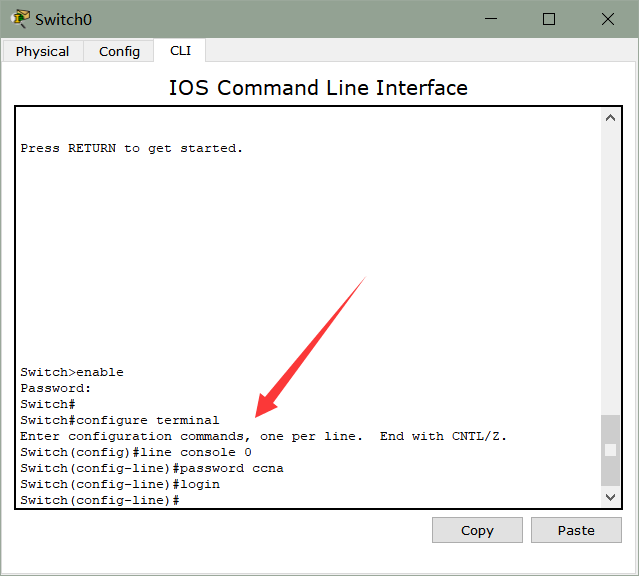 Switch0
Physical Config CLI
IOS Command Line Interface
Press RETURN to get started.
Switch>enable
Password:
Switch#
Switch#configure terminal
Enter configuration commands, one per line.  End with CNTL/Z.
Switch(config)#line console 0
Switch(config-line)#password ccna
Switch(config-line)#login
Switch(config-line)#
Copy Paste